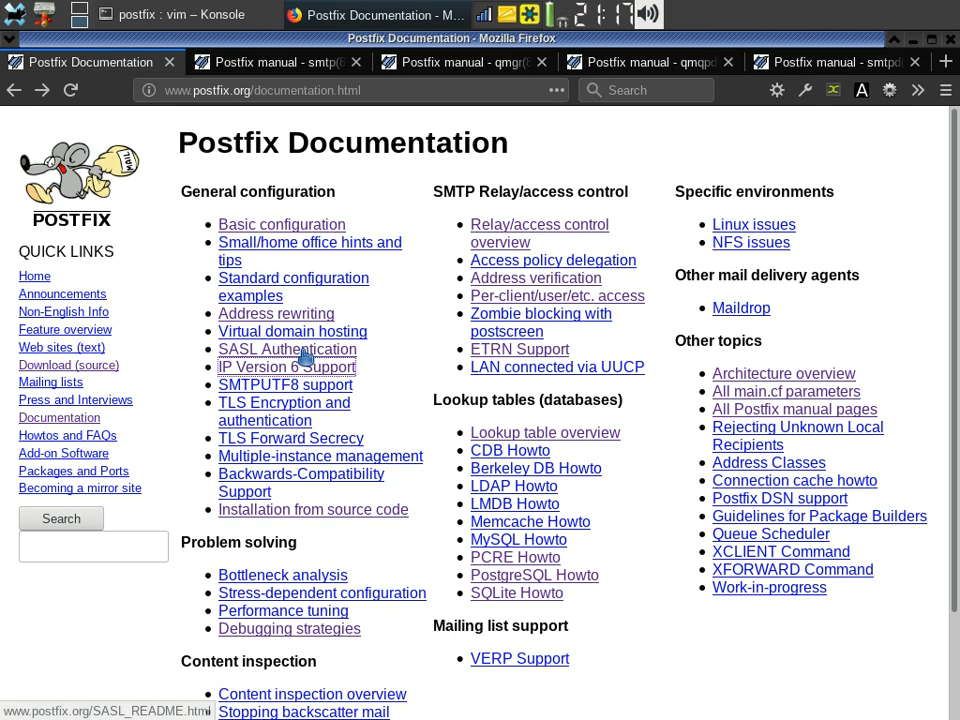 postfix : vim – Konsole
Postfix Documentation - M...
21:17
Postfix Documentation - Mozilla Firefox
Postfix Documentation
Postfix manual - smtp(8
Postfix manual - qmgr(8
Postfix manual - qmqpd
Postfix manual - smtpd(
www.postfix.org/documentation.html
Search
A
MAIL
POSTFIX
QUICK LINKS
Home
Announcements
Non-English Info
Feature overview
Web sites (text)
Download (source)
Mailing lists
Press and Interviews
Documentation
Howtos and FAQs
Add-on Software
Packages and Ports
Becoming a mirror site
Search
Postfix Documentation
General configuration
Basic configuration
Small/home office hints and
tips
Standard configuration
examples
Address rewriting
Virtual domain hosting
SASL Authentication
IP Version 6 Support
SMTPUTF8 support
TLS Encryption and
authentication
TLS Forward Secrecy
Multiple-instance management
Backwards-Compatibility
Support
Installation from source code
Problem solving
Bottleneck analysis
Stress-dependent configuration
Performance tuning
Debugging strategies
Content inspection
Content inspection overview
Stopping backscatter mail
SMTP Relay/access control
Relay/access control
overview
Access policy delegation
Address verification
Per-client/user/etc. access
Zombie blocking with
postscreen
ETRN Support
LAN connected via UUCP
Lookup tables (databases)
Lookup table overview
CDB Howto
Berkeley DB Howto
LDAP Howto
LMDB Howto
Memcache Howto
MySQL Howto
PCRE Howto
PostgreSQL Howto
SQLite Howto
Mailing list support
VERP Support
Specific environments
Linux issues
NFS issues
Other mail delivery agents
Maildrop
Other topics
Architecture overview
All main.cf parameters
All Postfix manual pages
Rejecting Unknown Local
Recipients
Address Classes
Connection cache howto
Postfix DSN support
Guidelines for Package Builders
Queue Scheduler
XCLIENT Command
XFORWARD Command
Work-in-progress
www.postfix.org/SASL_README.html